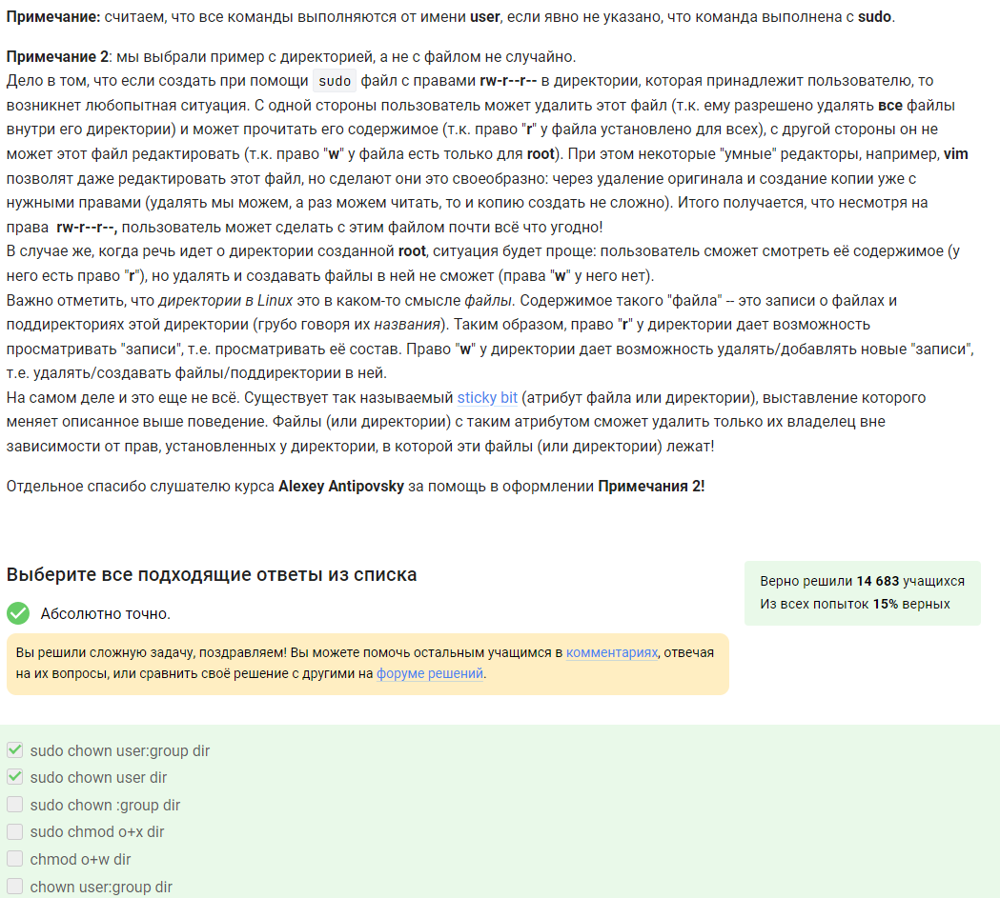 Примечание: считаем, что все команды выполняются от имени user, если явно не указано, что команда выполнена с sudo.
Примечание 2: мы выбрали пример с директорией, а не с файлом не случайно.
Дело в том, что если создать при помощи sudo файл с правами rw-r--r-- в директории, которая принадлежит пользователю, то
возникнет любопытная ситуация. С одной стороны пользователь может удалить этот файл (т.к. ему разрешено удалять все файлы
внутри его директории) и может прочитать его содержимое (т.к. право "r" у файла установлено для всех), с другой стороны он не
может этот файл редактировать (т.к. право "w" у файла есть только для root). При этом некоторые "умные" редакторы, например, vim
позволят даже редактировать этот файл, но сделают они это своеобразно: через удаление оригинала и создание копии уже с
нужными правами (удалять мы можем, а раз можем читать, то и копию создать не сложно). Итого получается, что несмотря на
права rw-r--r--, пользователь может сделать с этим файлом почти всё что угодно!
В случае же, когда речь идет о директории созданной root, ситуация будет проще: пользователь сможет смотреть её содержимое (у
него есть право "r"), но удалять и создавать файлы в ней не сможет (права "w" у него нет).
Важно отметить, что директории в Linux это в каком-то смысле файлы. Содержимое такого "файла" -- это записи о файлах и
поддиректориях этой директории (грубо говоря их названия). Таким образом, право "r" у директории дает возможность
просматривать "записи", т.е. просматривать её состав. Право "w" у директории дает возможность удалять/добавлять новые "записи",
т.е. удалять/создавать файлы/поддиректории в ней.
На самом деле и это еще не всё. Существует так называемый sticky bit (атрибут файла или директории), выставление которого
меняет описанное выше поведение. Файлы (или директории) с таким атрибутом сможет удалить только их владелец вне
зависимости от прав, установленных у директории, в которой эти файлы (или директории) лежат!
Отдельное спасибо слушателю курса Alexey Antipovsky за помощь в оформлении Примечания 2!
Выберите все подходящие ответы из списка
Верно решили 14 683 учащихся
Из всех попыток 15% верных
Абсолютно точно.
Вы решили сложную задачу, поздравляем! Вы можете помочь остальным учащимся в комментариях, отвечая
на их вопросы, или сравнить своё решение с другими на форуме решений.
sudo chown user:group dir
sudo chown user dir
sudo chown :group dir
sudo chmod o+x dir
chmod o+w dir
chown user:group dir